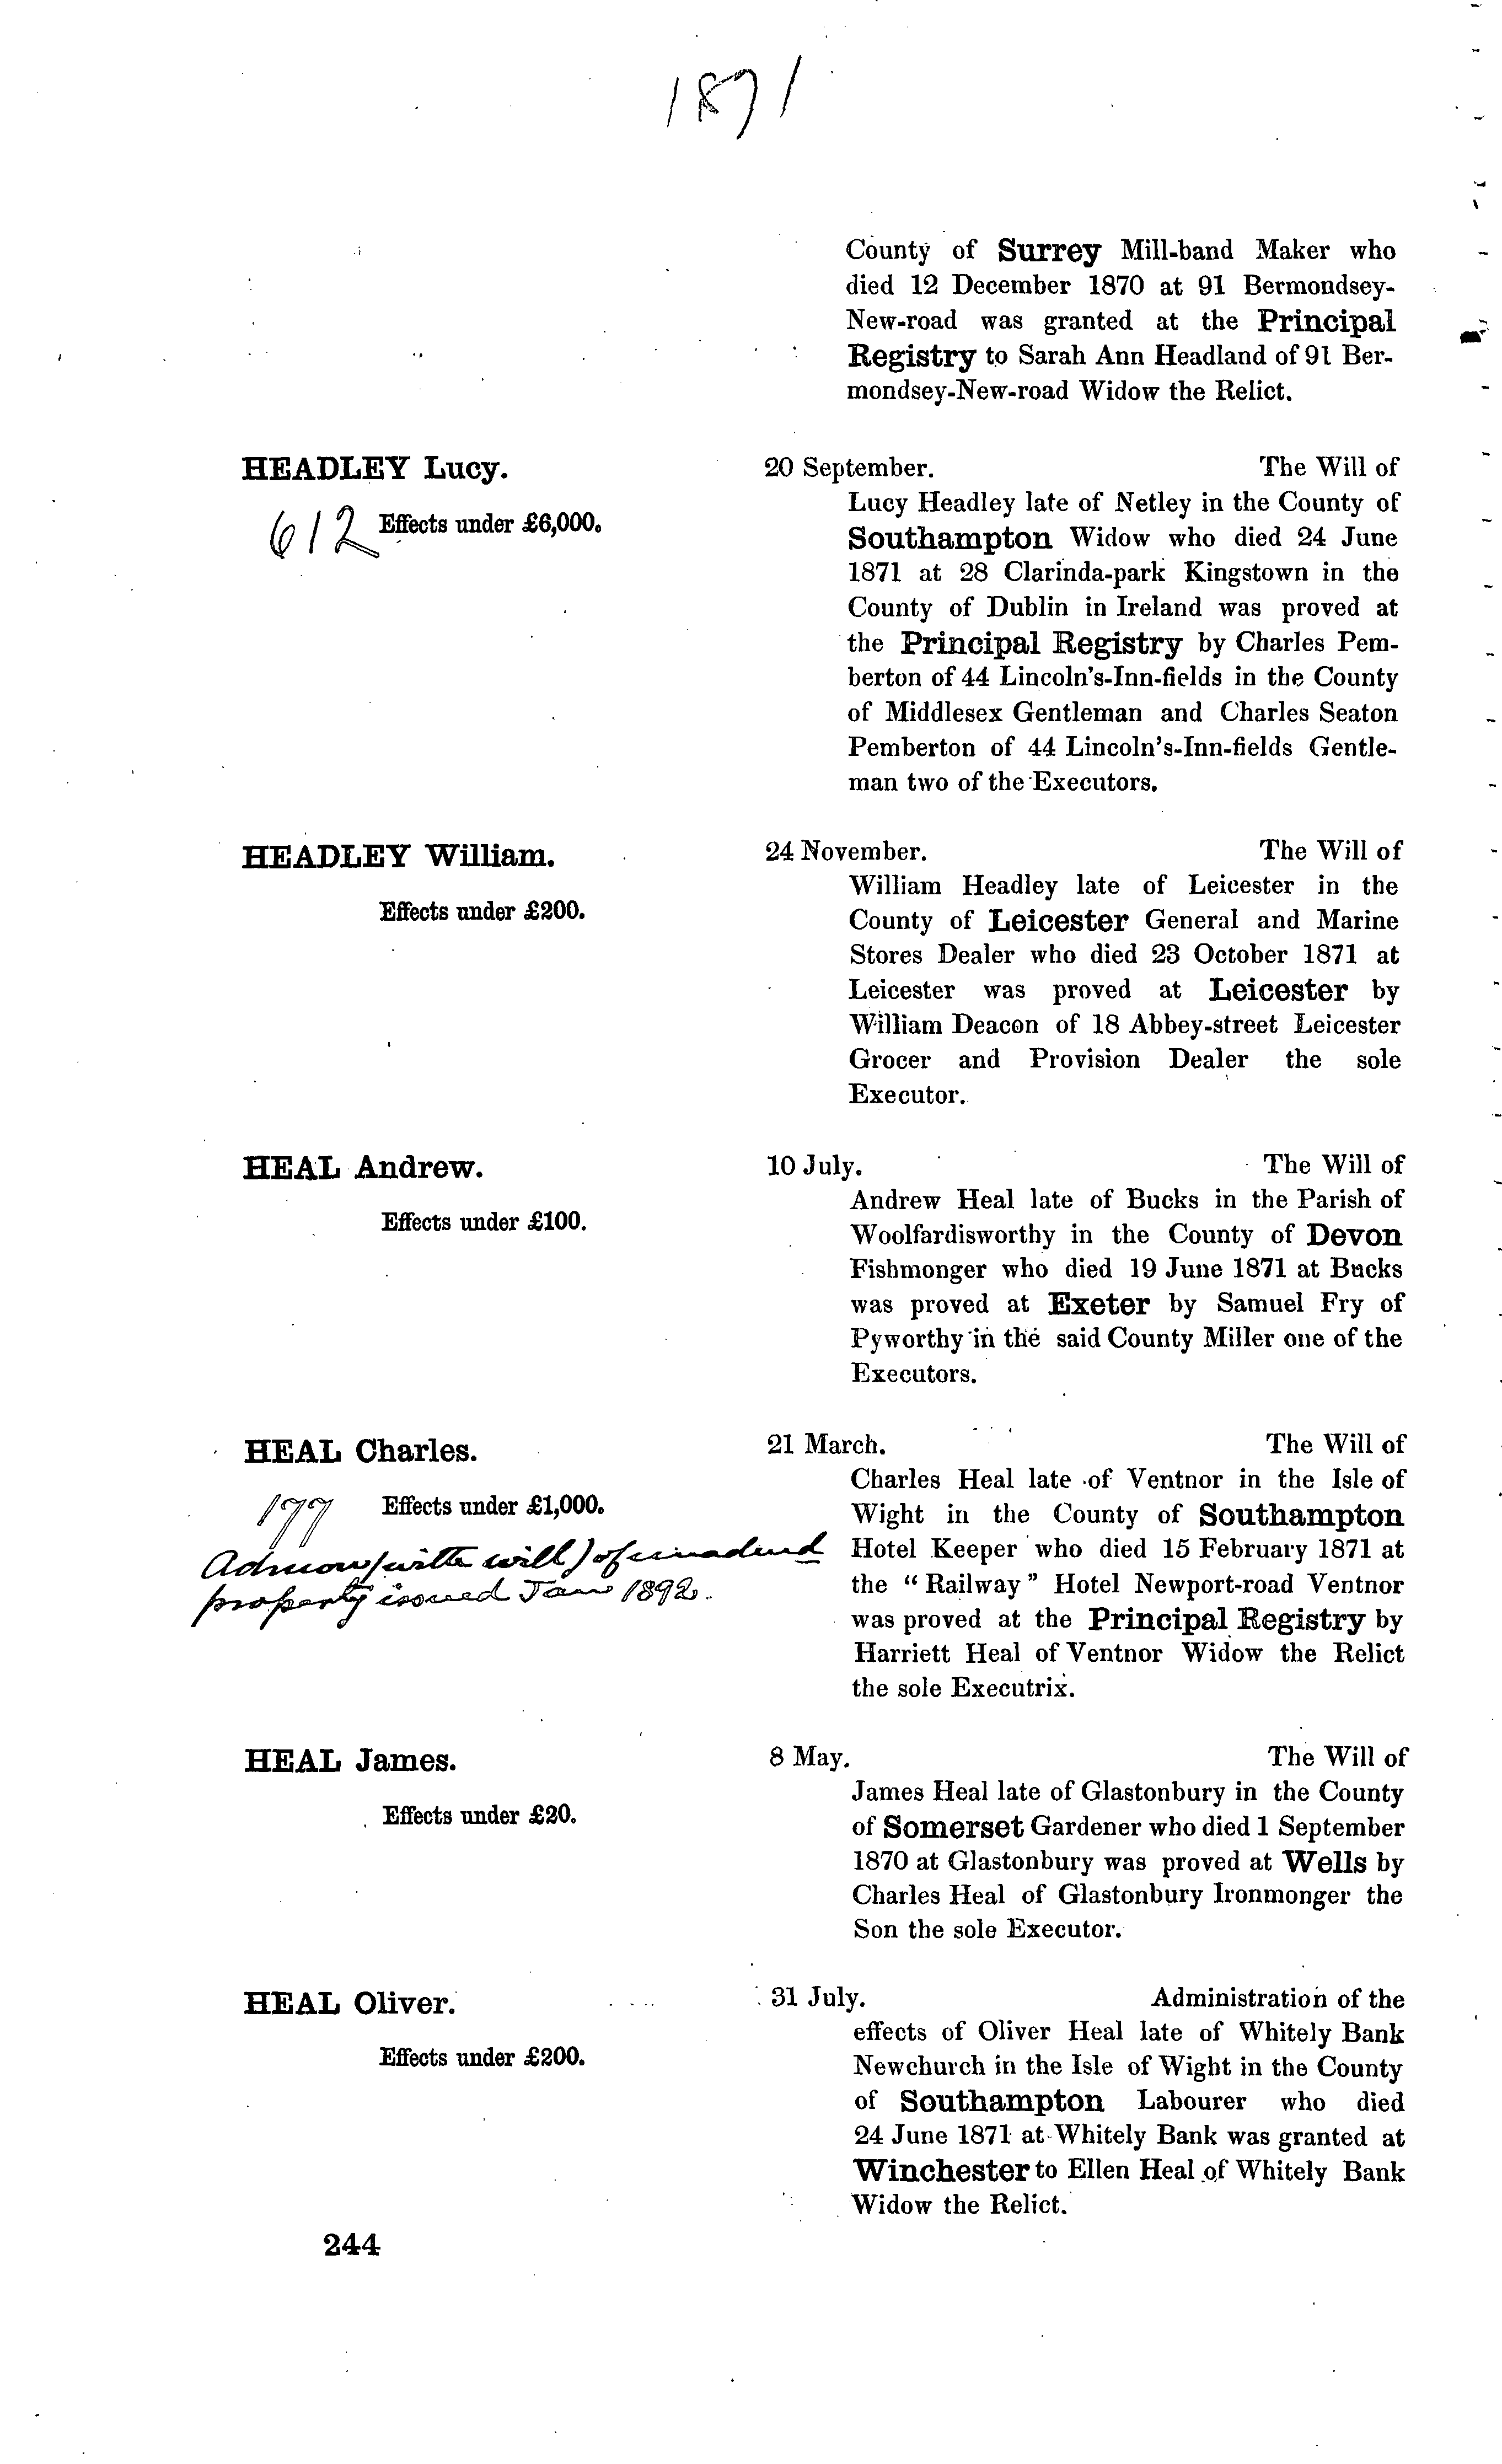 1871
County of Surrey Mill-band Maker who
died 12 December 1870 at 91 Bermondsey-
New-road was granted at the Principal
Registry to Sarah Ann Headland of 91 Ber-
mondsey-New-road Widow the Relict.
HEADLEY Lucy.
612 Effects under £6,000.
20 September. The Will of
Lucy Headley late of Netley in the County of
Southampton Widow who died 24 June
1871 at 28 Clarinda-park Kingstown in the
County of Dublin in Ireland was proved at
the Principal Registry by Charles Pem-
berton of 44 Lincoln's-Inn-fields in the County
of Middlesex Gentleman and Charles Seaton
Pemberton of 44 Lincoln's-Inn-fields Gentle-
man two of the Executors.
HEADLEY William.
Effects under £200.
24 November. The Will of
William Headley late of Leicester in the
County of Leicester General and Marine
Stores Dealer who died 23 October 1871 at
Leicester was proved at Leicester by
William Deacon of 18 Abbey-street Leicester
Grocer and Provision Dealer the sole
Executor.
HEAL Andrew.
Effects under £100.
10 July. The Will of
Andrew Heal late of Bucks in the Parish of
Woolfardisworthy in the County of Devon
Fishmonger who died 19 June 1871 at Bucks
was proved at Exeter by Samuel Fry of
Pyworthy in the said County Miller one of the
Executors.
HEAL Charles.
177 Effects under £1,000.
(with will) of
property issued Jan 1892.
21 March. The Will of
Charles Heal late of Ventnor in the Isle of
Wight in the County of Southampton
Hotel Keeper who died 15 February 1871 at
the "Railway" Hotel Newport-road Ventnor
was proved at the Principal Registry by
Harriett Heal of Ventnor Widow the Relict
the sole Executrix.
HEAL James.
Effects under £20.
8 May. The Will of
James Heal late of Glastonbury in the County
of Somerset Gardener who died 1 September
1870 at Glastonbury was proved at Wells by
Charles Heal of Glastonbury Ironmonger the
Son the sole Executor.
HEAL Oliver.
Effects under £200.
31 July. Administration of the
effects of Oliver Heal late of Whitely Bank
Newchurch in the Isle of Wight in the County
of Southampton Labourer who died
24 June 1871 at Whitely Bank was granted at
Winchester to Ellen Heal of Whitely Bank
Widow the Relict.
244